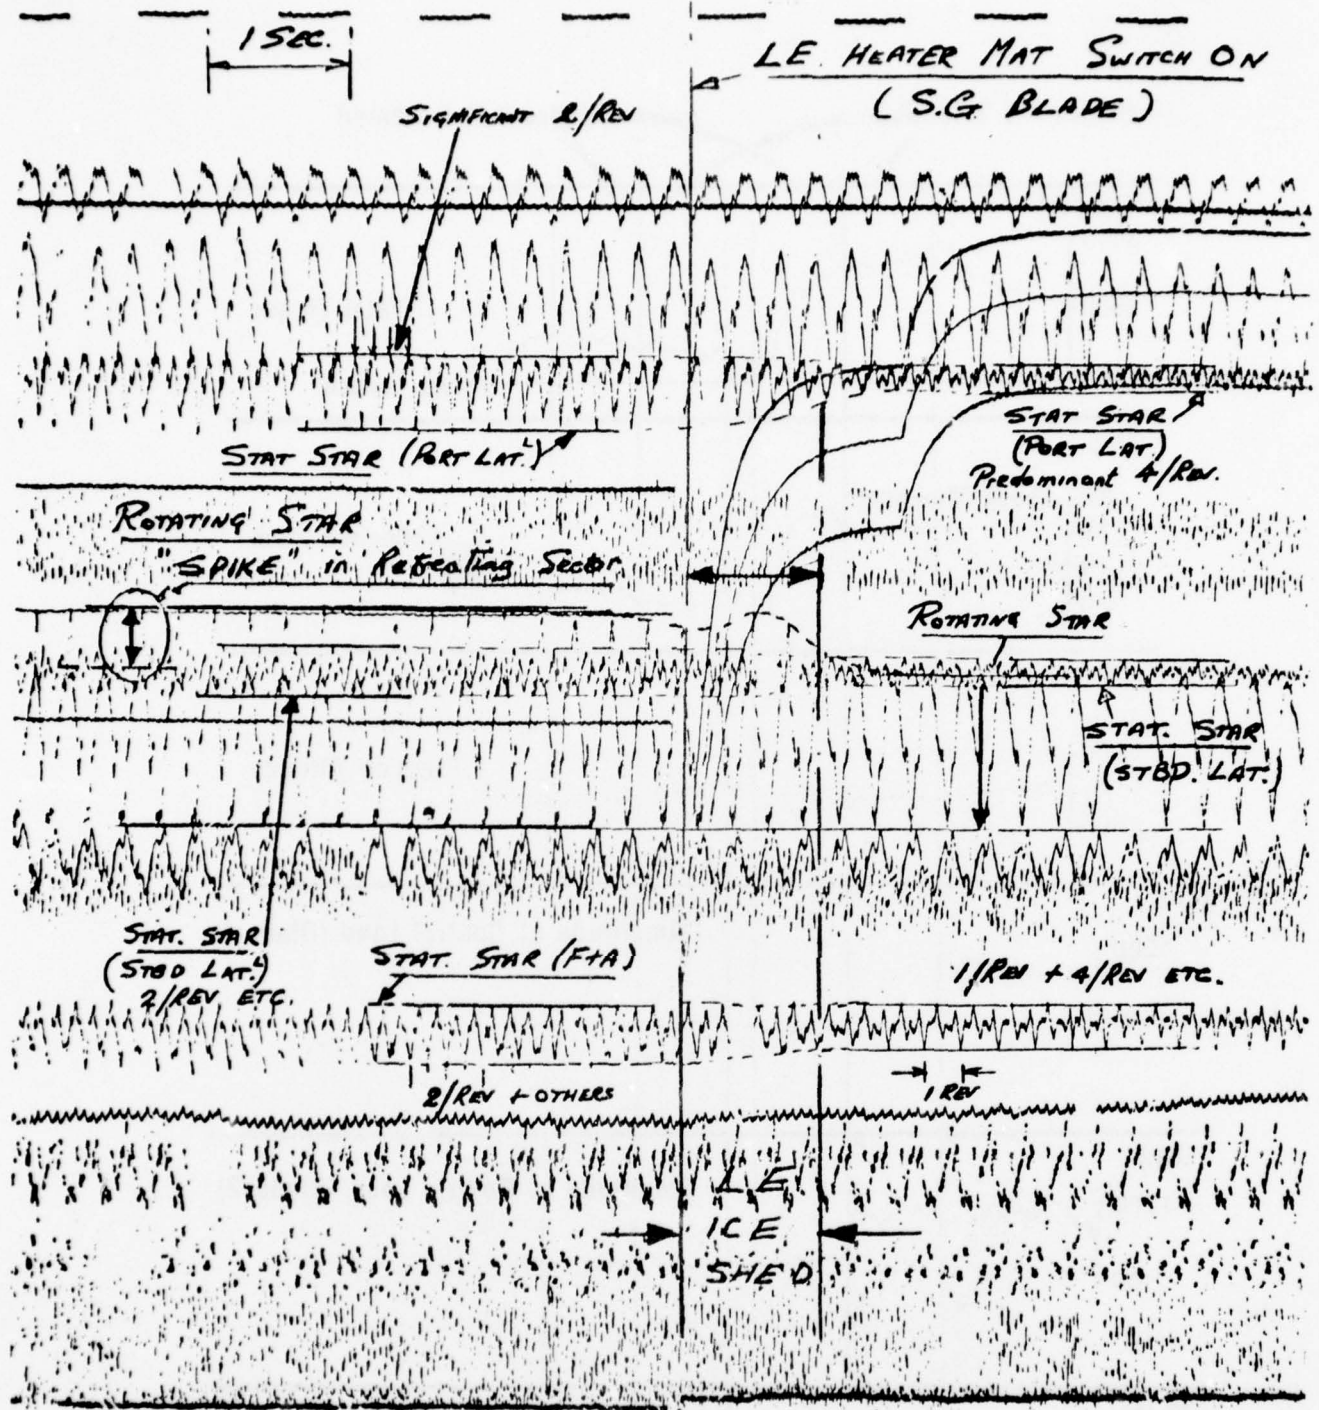 1 SEC.
LE. HEATER MAT SWITCH ON
(S.G. BLADE)
SIGNIFICANT 2/REV
STAT STAR (PORT LAT.L)
STAT STAR
(PORT LAT.)
Predominant 4/REV.
ROTATING STAR
"SPIKE" in Retreating Sector
ROTATING STAR
STAT. STAR
(STBD. LAT.)
STAT. STAR
(STBD LAT.L)
2/REV ETC.
STAT. STAR (F+A)
1/REV + 4/REV ETC.
2/REV + OTHERS
1 REV
LE
ICE
SHED